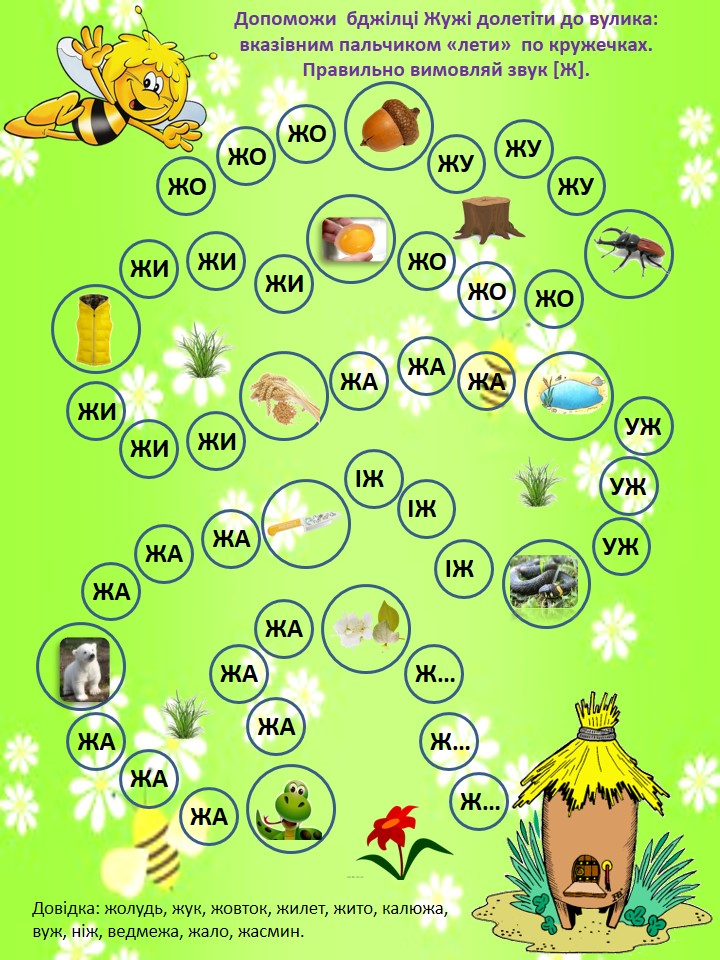 Допоможи бджілці Жужі долетіти до вулика:
вказівним пальчиком «лети» по кружечках.
Правильно вимовляй звук [Ж].
ЖО
ЖО
ЖО
ЖУ
ЖУ
ЖУ
ЖО
ЖО
ЖО
ЖИ
ЖИ
ЖИ
ЖИ
ЖИ
ЖИ
ЖА
ЖА
ЖА
УЖ
УЖ
УЖ
ІЖ
ІЖ
ІЖ
ЖА
ЖА
ЖА
ЖА
ЖА
ЖА
ЖА
ЖА
ЖА
Ж...
Ж...
Ж...
Довідка: жолудь, жук, жовток, жилет, жито, калюжа,
вуж, ніж, ведмежа, жало, жасмин.